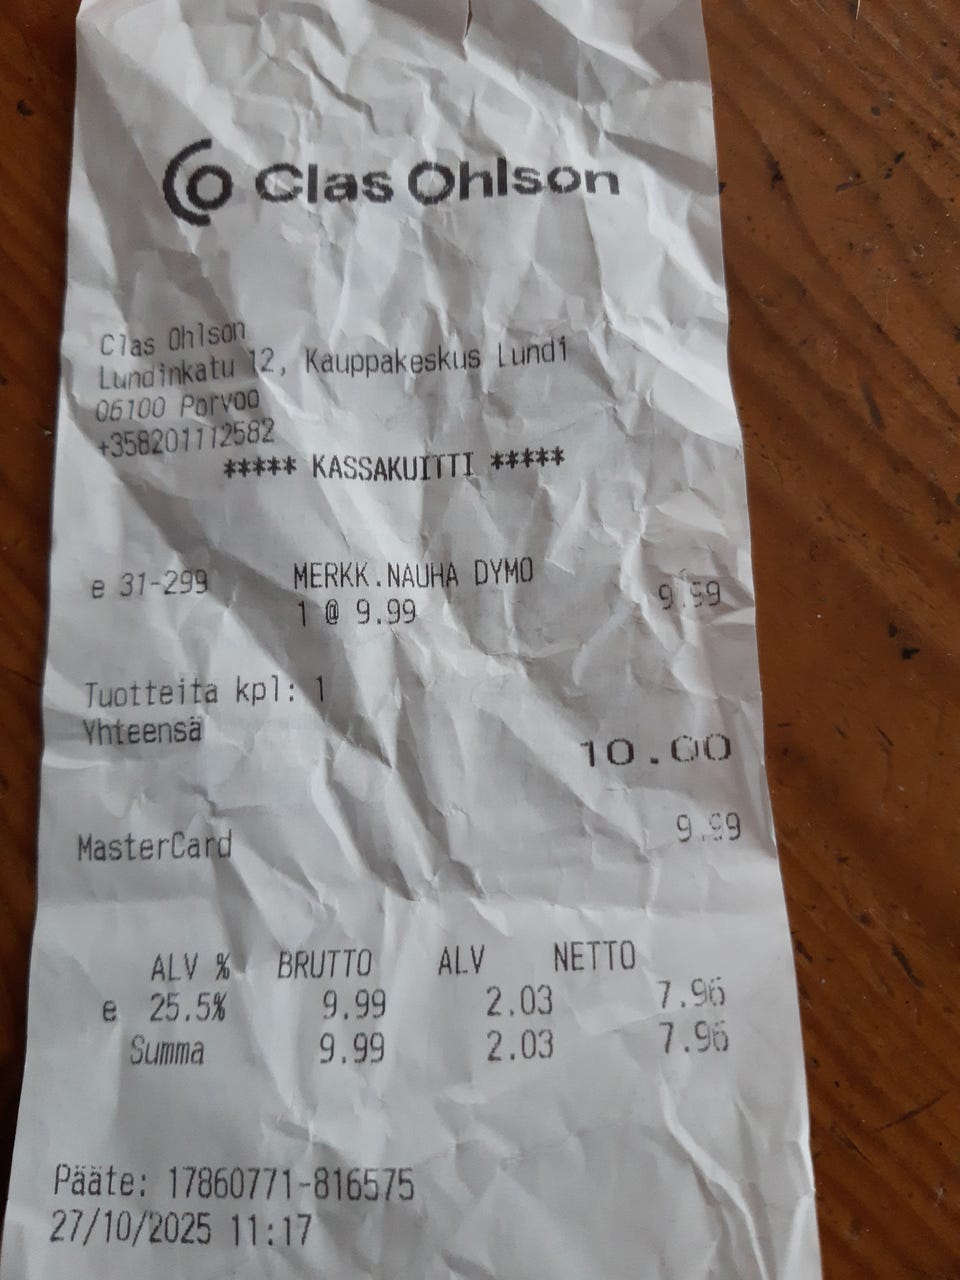 Clas Ohlson
Clas Ohlson
Lundinkatu 12, Kauppakeskus Lundi
06100 Porvoo
+358201112582
***** KASSAKUITTI *****
e 31-299 MERKK.NAUHA DYMO 9.99
1 @ 9.99
Tuotteita kpl: 1
Yhteensä 10.00
MasterCard 9.99
ALV % BRUTTO ALV NETTO
e 25.5% 9.99 2.03 7.96
Summa 9.99 2.03 7.96
Pääte: 17860771-816575
27/10/2025 11:17